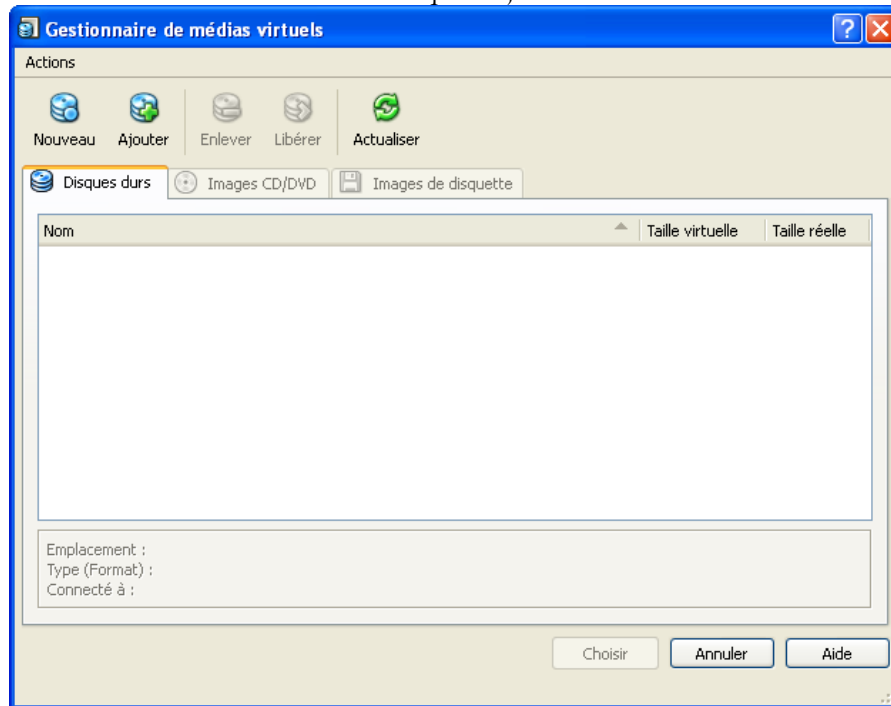 Gestionnaire de médias virtuels
Actions
Nouveau Ajouter Enlever Libérer Actualiser
Disques durs Images CD/DVD Images de disquette
Nom Taille virtuelle Taille réelle
Emplacement :
Type (Format) :
Connecté à :
Choisir Annuler Aide